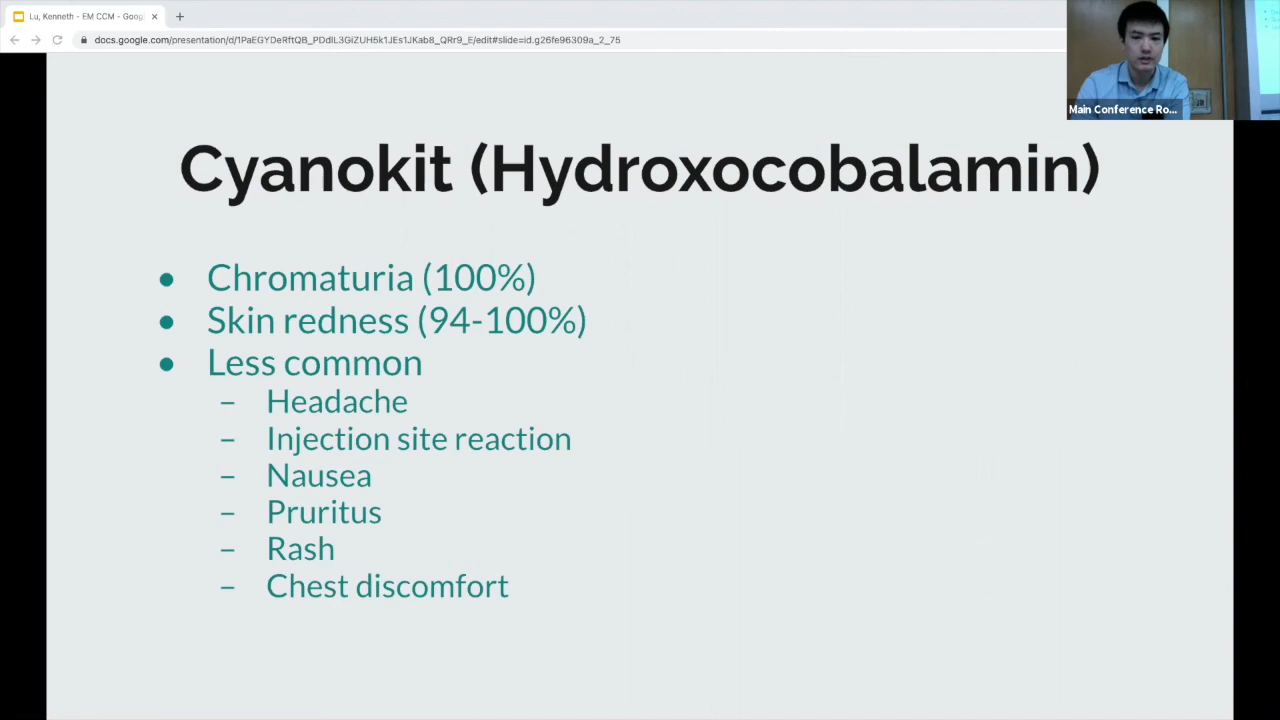 Lu, Kenneth - EM CCM - Goog
docs.google.com/presentation/d/1PaEGYDeRftQB_PDdlL3GiZUH5k1JEs1JKab8_QRr9_E/edit#slide=id.g26fe96309a_2_75
Main Conference Ro...
Cyanokit (Hydroxocobalamin)
• Chromaturia (100%)
• Skin redness (94-100%)
• Less common
– Headache
– Injection site reaction
– Nausea
– Pruritus
– Rash
– Chest discomfort